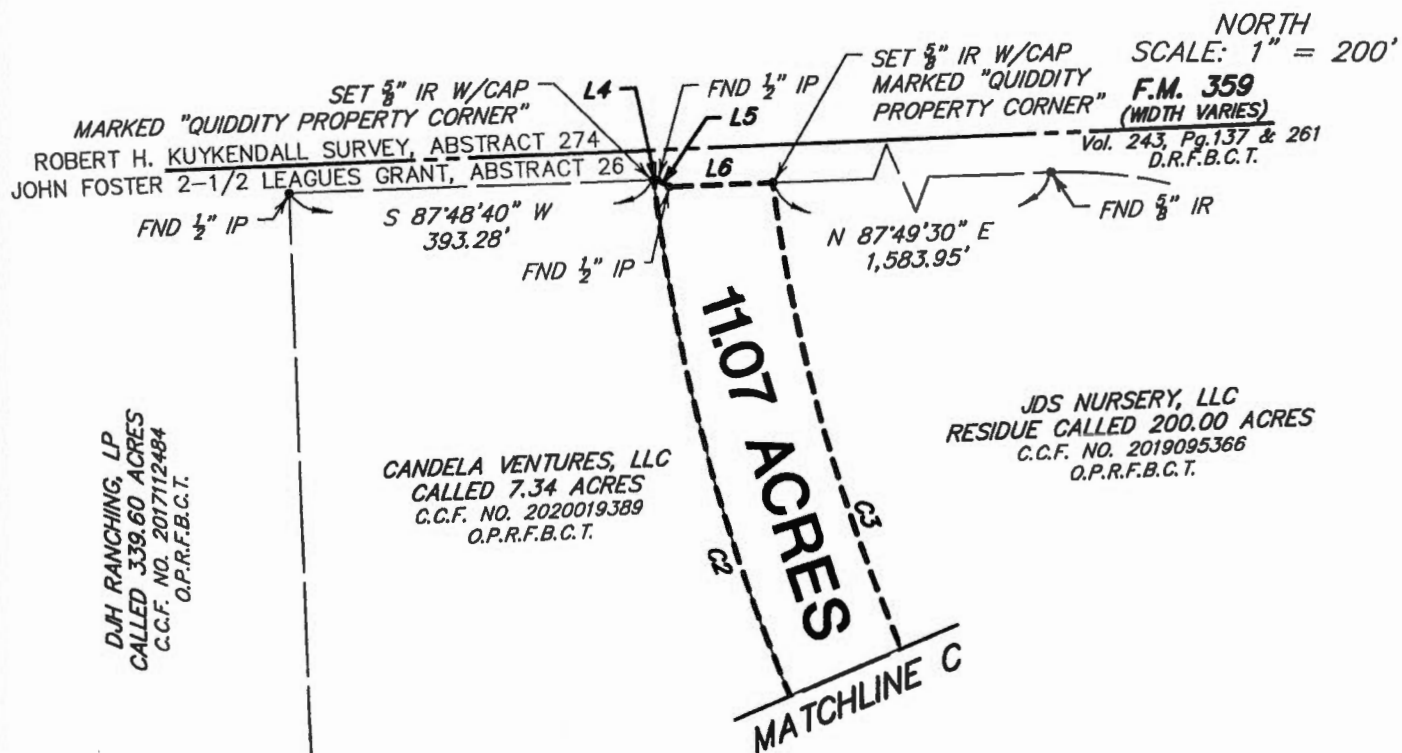 NORTH
SCALE: 1" = 200'
F.M. 359
(WIDTH VARIES)
Vol. 243, Pg.137 & 261
D.R.F.B.C.T.
SET 5/8" IR W/CAP
MARKED "QUIDDITY PROPERTY CORNER"
L4
FND 1/2" IP
L5
SET 5/8" IR W/CAP
MARKED "QUIDDITY
PROPERTY CORNER"
ROBERT H. KUYKENDALL SURVEY, ABSTRACT 274
JOHN FOSTER 2-1/2 LEAGUES GRANT, ABSTRACT 26
L6
FND 1/2" IP
S 87°48'40" W
393.28'
FND 1/2" IP
N 87°49'30" E
1,583.95'
FND 5/8" IR
11.07 ACRES
DJH RANCHING, LP
CALLED 339.60 ACRES
C.C.F. NO. 2017112484
O.P.R.F.B.C.T.
CANDELA VENTURES, LLC
CALLED 7.34 ACRES
C.C.F. NO. 2020019389
O.P.R.F.B.C.T.
C2
C3
JDS NURSERY, LLC
RESIDUE CALLED 200.00 ACRES
C.C.F. NO. 2019095366
O.P.R.F.B.C.T.
MATCHLINE C